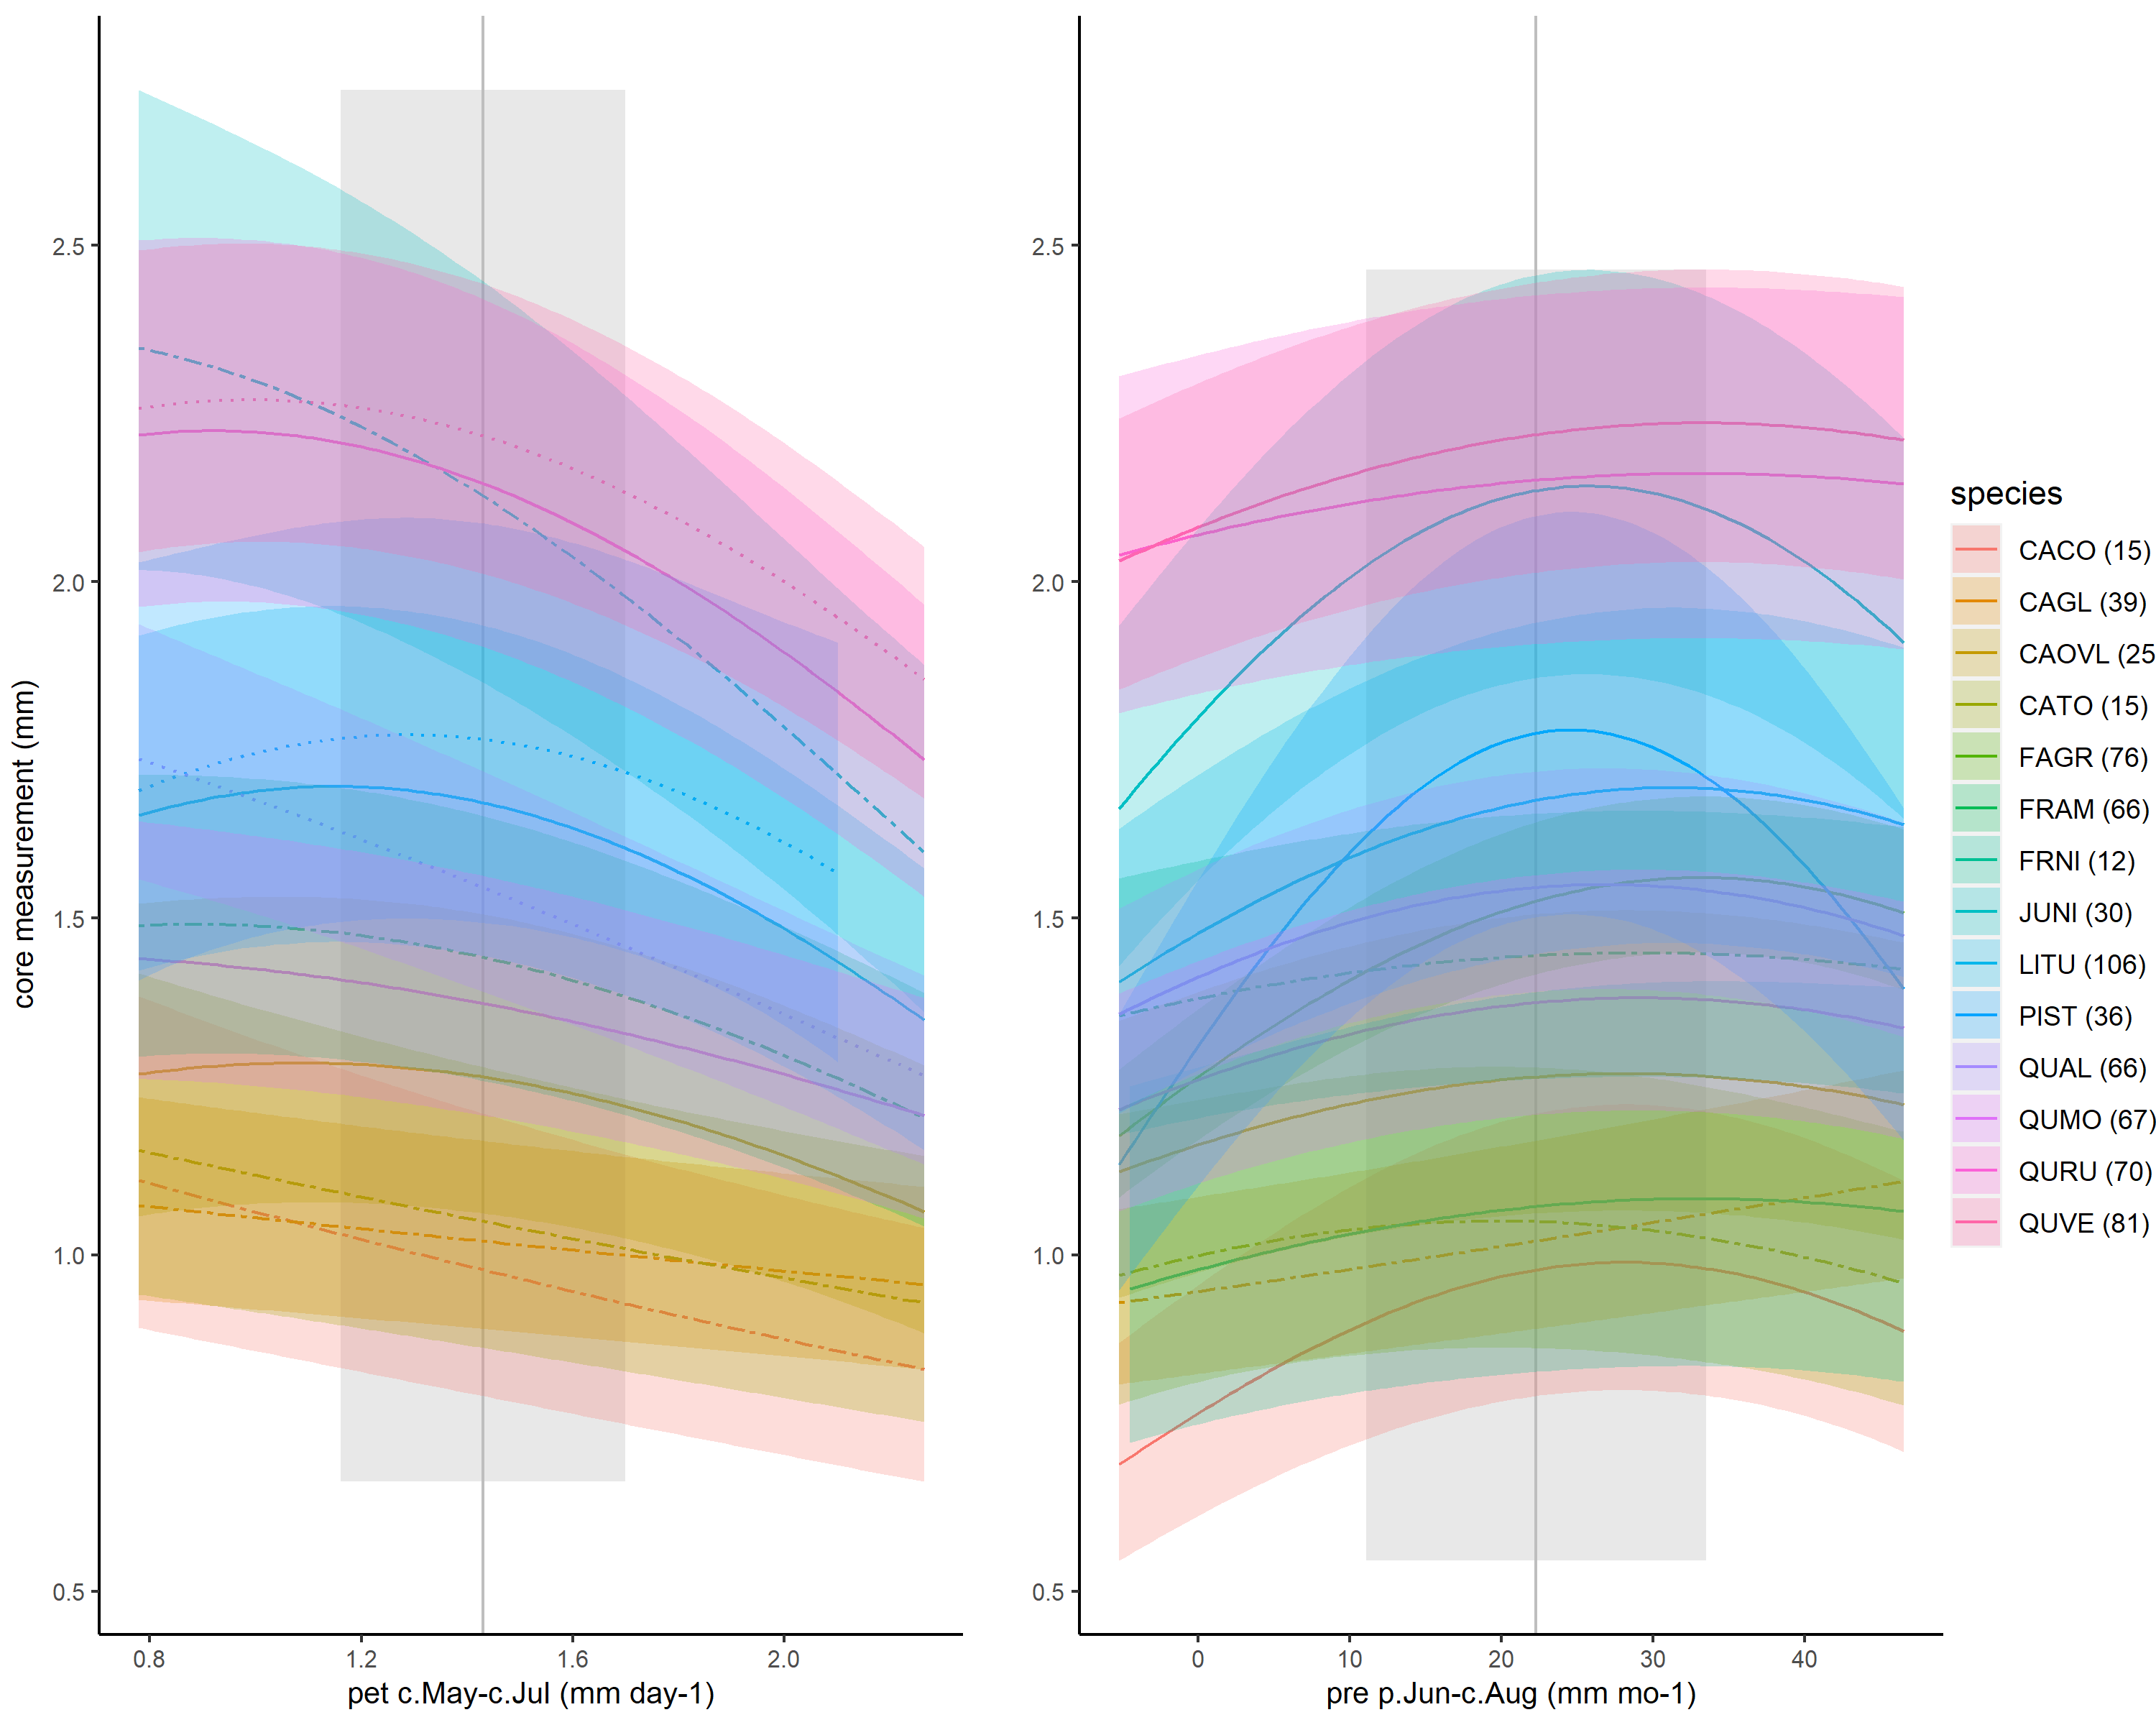 core measurement (mm)
2.5
2.0
1.5
1.0
0.5
0.8
1.2
1.6
2.0
pet c.May-c.Jul (mm day-1)
2.5
2.0
1.5
1.0
0.5
0
10
20
30
40
pre p.Jun-c.Aug (mm mo-1)
species
CACO (15)
CAGL (39)
CAOVL (25
CATO (15)
FAGR (76)
FRAM (66)
FRNI (12)
JUNI (30)
LITU (106)
PIST (36)
QUAL (66)
QUMO (67)
QURU (70)
QUVE (81)